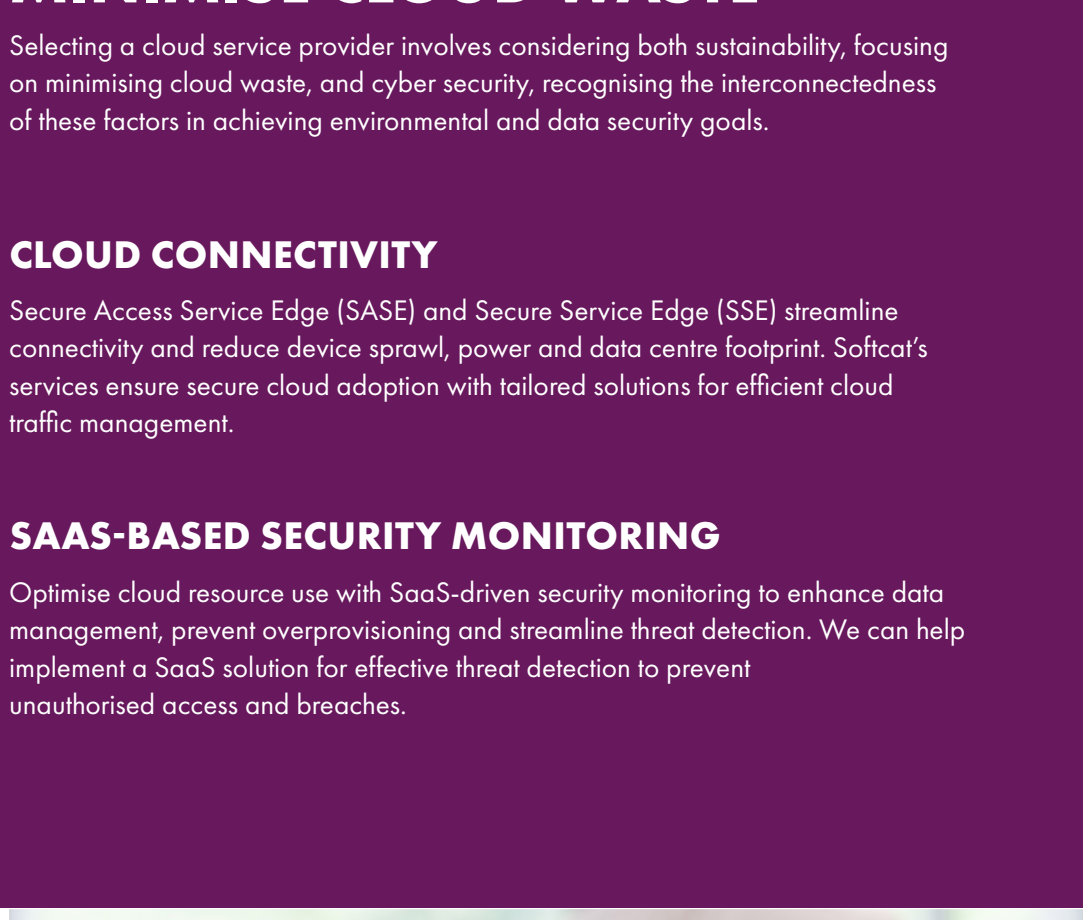 MINIMISE CLOUD WASTE
Selecting a cloud service provider involves considering both sustainability, focusing
on minimising cloud waste, and cyber security, recognising the interconnectedness
of these factors in achieving environmental and data security goals.
CLOUD CONNECTIVITY
Secure Access Service Edge (SASE) and Secure Service Edge (SSE) streamline
connectivity and reduce device sprawl, power and data centre footprint. Softcat’s
services ensure secure cloud adoption with tailored solutions for efficient cloud
traffic management.
SAAS-BASED SECURITY MONITORING
Optimise cloud resource use with SaaS-driven security monitoring to enhance data
management, prevent overprovisioning and streamline threat detection. We can help
implement a SaaS solution for effective threat detection to prevent
unauthorised access and breaches.